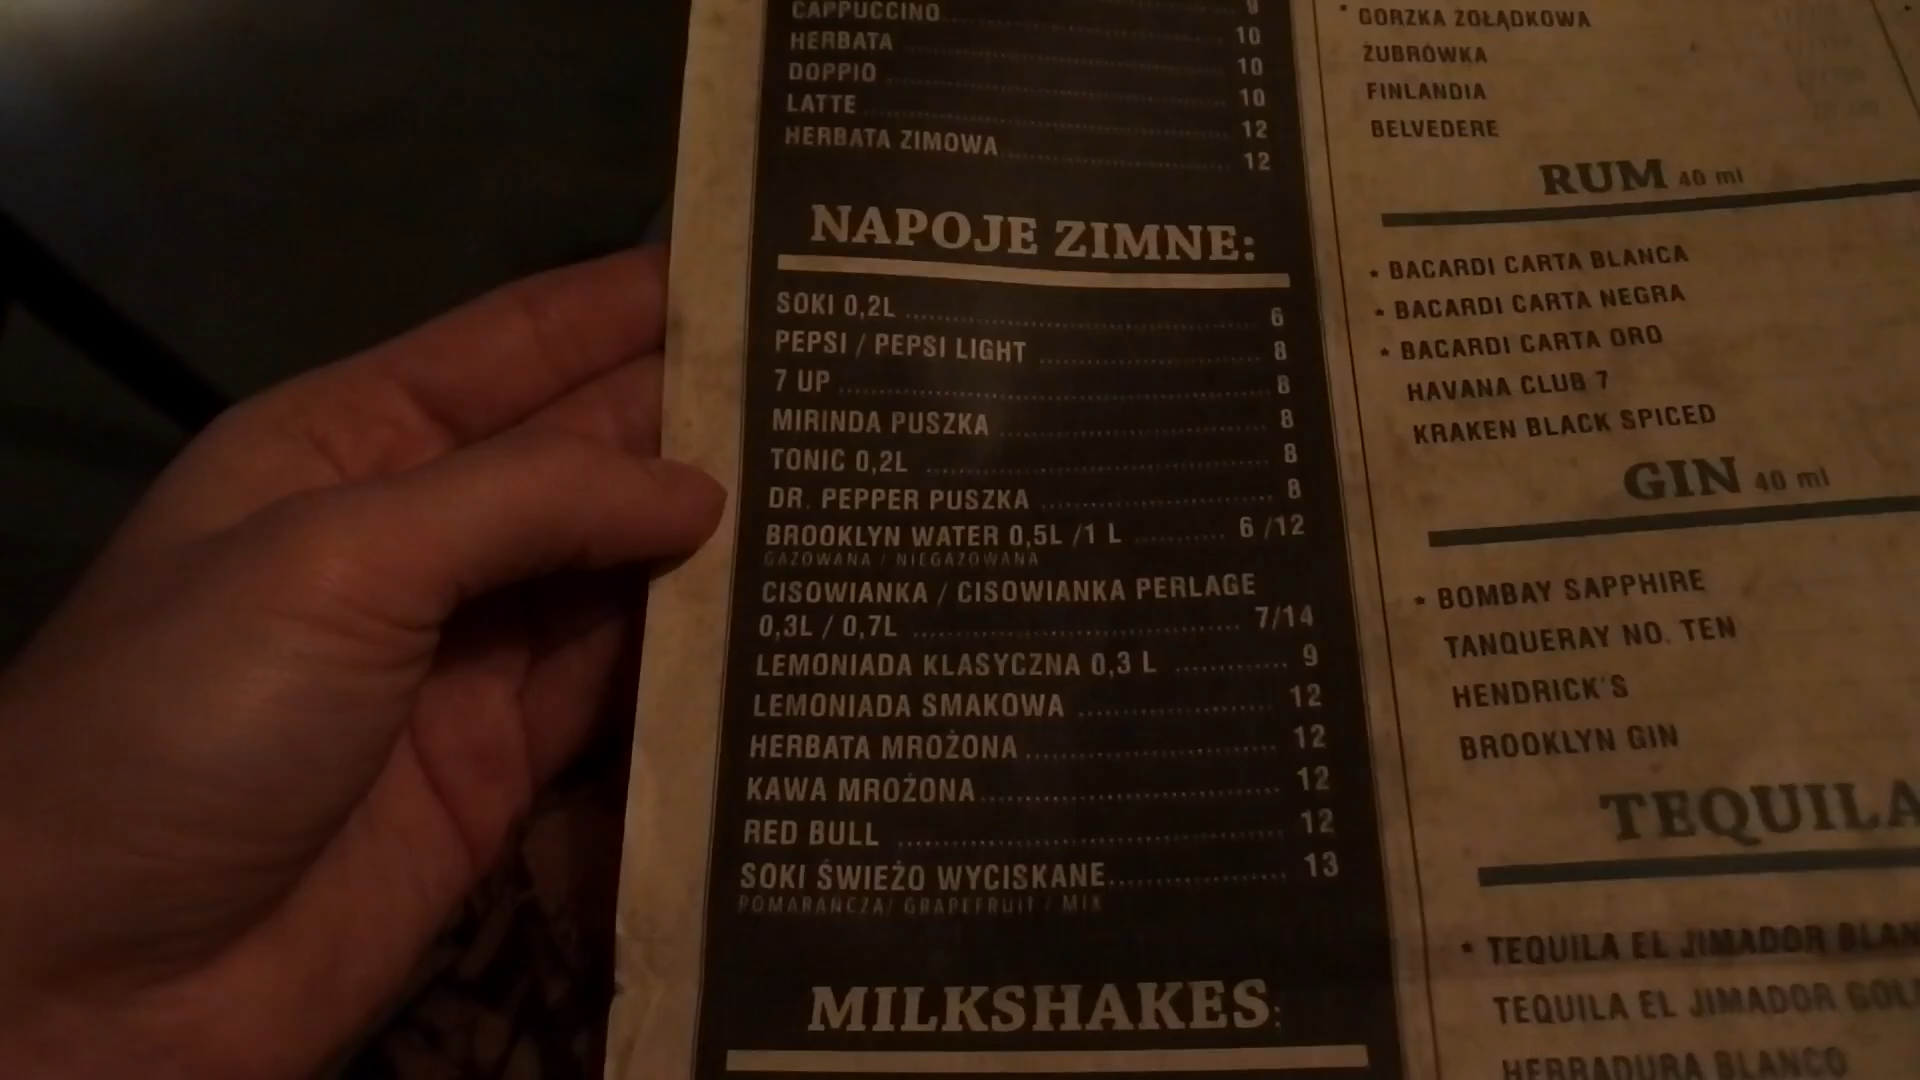 CAPPUCCINO 9
HERBATA 10
DOPPIO 10
LATTE 10
HERBATA ZIMOWA 12
12
NAPOJE ZIMNE:
SOKI 0,2L 6
PEPSI / PEPSI LIGHT 8
7 UP 8
MIRINDA PUSZKA 8
TONIC 0,2L 8
DR. PEPPER PUSZKA 8
BROOKLYN WATER 0,5L /1 L 6 /12
GAZOWANA / NIEGAZOWANA
CISOWIANKA / CISOWIANKA PERLAGE
0,3L / 0,7L 7/14
LEMONIADA KLASYCZNA 0,3 L 9
LEMONIADA SMAKOWA 12
HERBATA MROŻONA 12
KAWA MROŻONA 12
RED BULL 12
SOKI ŚWIEŻO WYCISKANE 13
POMARAŃCZA/ GRAPEFRUIT / MIX
MILKSHAKES:
* GORZKA ŻOŁĄDKOWA
ŻUBRÓWKA
FINLANDIA
BELVEDERE
RUM 40 ml
* BACARDI CARTA BLANCA
* BACARDI CARTA NEGRA
* BACARDI CARTA ORO
HAVANA CLUB 7
KRAKEN BLACK SPICED
GIN 40 ml
* BOMBAY SAPPHIRE
TANQUERAY NO. TEN
HENDRICK'S
BROOKLYN GIN
TEQUILA
* TEQUILA EL JIMADOR BLAN
TEQUILA EL JIMADOR GOL
HERRADURA BLANCO